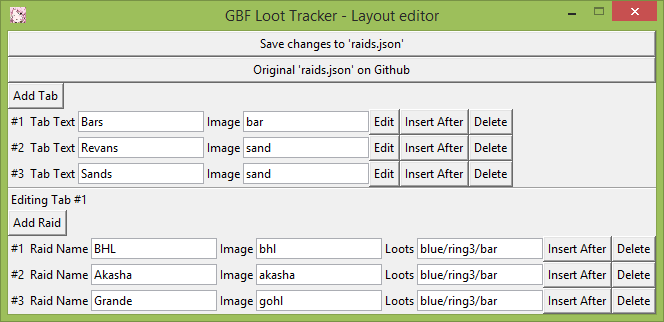 GBF Loot Tracker - Layout editor
Save changes to 'raids.json'
Original 'raids.json' on Github
Add Tab
#1 Tab Text Bars Image bar Edit Insert After Delete
#2 Tab Text Revans Image sand Edit Insert After Delete
#3 Tab Text Sands Image sand Edit Insert After Delete
Editing Tab #1
Add Raid
#1 Raid Name BHL Image bhl Loots blue/ring3/bar Insert After Delete
#2 Raid Name Akasha Image akasha Loots blue/ring3/bar Insert After Delete
#3 Raid Name Grande Image gohl Loots blue/ring3/bar Insert After Delete